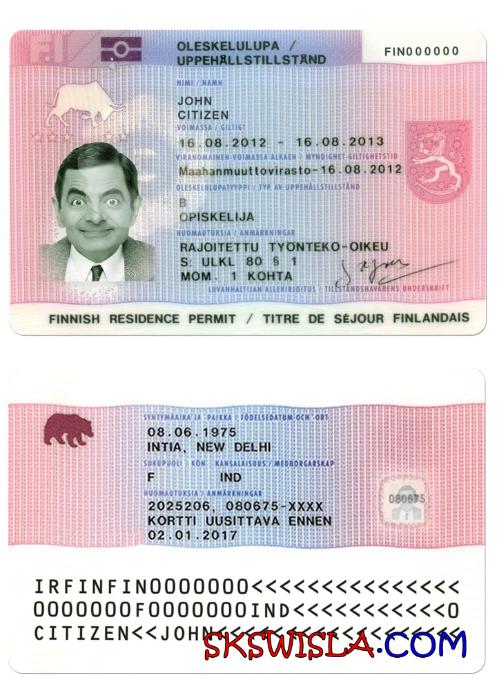 FI
OLESKELULUPA /
UPPEHÅLLSTILLSTÅND
FIN000000
NIMI / NAMN
JOHN
CITIZEN
VOIMASSA / GILTIGT
16.08.2012 - 16.08.2013
VIRANOMAINEN-VOIMASSA ALKAEN / MYNDIGHET-GILTIGHETSTID
Maahanmuuttovirasto-16.08.2012
OLESKELULUPATYYPPI / TYP AV UPPEHÅLLSTILLSTÅND
B
OPISKELIJA
HUOMAUTUKSIA / ANMÄRKNINGAR
RAJOITETTU TYÖNTEKO-OIKEU
S: ULKL 80 § 1
MOM. 1 KOHTA
LUVANHALTIJAN ALLEKIRJOITUS / TILLSTÅNDSHAVARENS UNDERSKRIFT
FINNISH RESIDENCE PERMIT / TITRE DE SÉJOUR FINLANDAIS
SYNTYMÄAIKA JA -PAIKKA / FÖDELSEDATUM OCH -ORT
08.06.1975
INTIA, NEW DELHI
SUKUPUOLI / KÖN KANSALAISUUS / MEDBORGARSKAP
F IND
HUOMAUTUKSIA / ANMÄRKNINGAR
2025206, 080675-XXXX
KORTTI UUSITTAVA ENNEN
02.01.2017
080675
IRFINFIN0000000<<<<<<<<<<<<<<<
0000000F0000000IND<<<<<<<<<<<0
CITIZEN<<JOHN<<<<<<<<<<<<<<<<<
SKSWISLA.COM